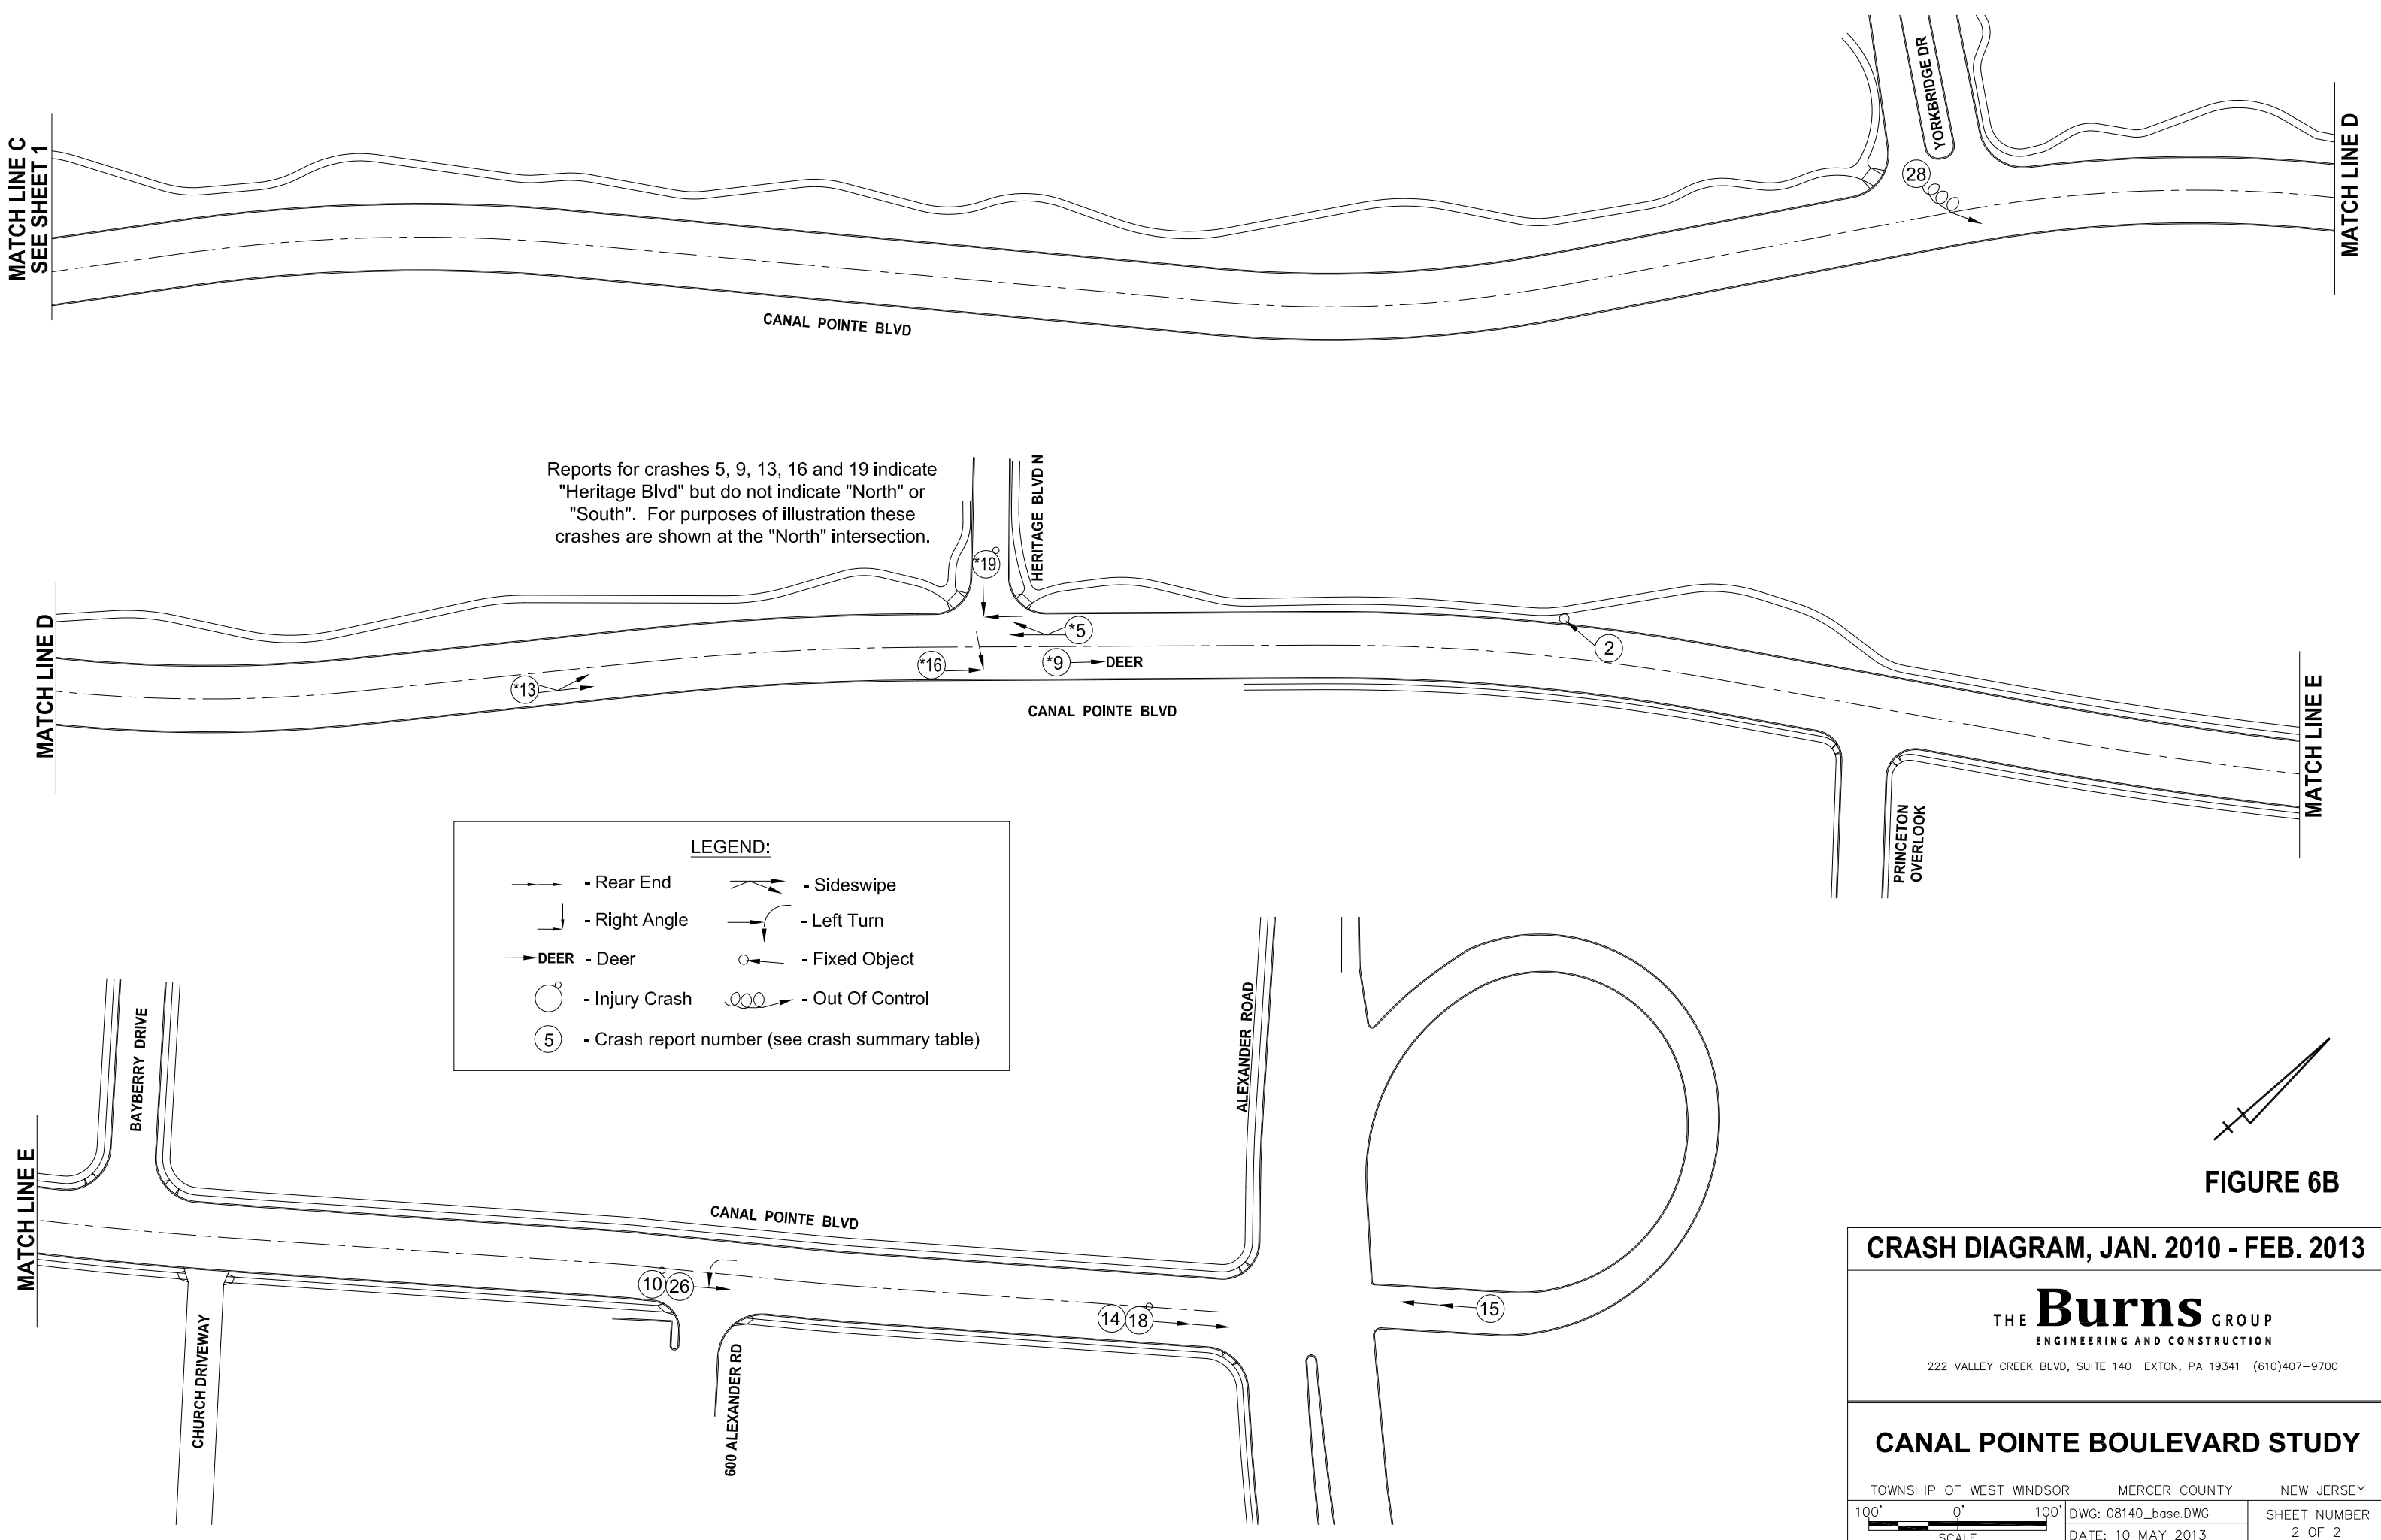 MATCH LINE C
SEE SHEET 1
YORKBRIDGE DR
28
MATCH LINE D
CANAL POINTE BLVD
Reports for crashes 5, 9, 13, 16 and 19 indicate
"Heritage Blvd" but do not indicate "North" or
"South". For purposes of illustration these
crashes are shown at the "North" intersection.
HERITAGE BLVD N
*19
*5
*16
*9
DEER
*13
2
MATCH LINE D
CANAL POINTE BLVD
MATCH LINE E
PRINCETON
OVERLOOK
LEGEND:
- Rear End
- Sideswipe
- Right Angle
- Left Turn
DEER - Deer
- Fixed Object
- Injury Crash
- Out Of Control
5 - Crash report number (see crash summary table)
MATCH LINE E
BAYBERRY DRIVE
CHURCH DRIVEWAY
CANAL POINTE BLVD
10
26
600 ALEXANDER RD
14
18
ALEXANDER ROAD
15
FIGURE 6B
CRASH DIAGRAM, JAN. 2010 - FEB. 2013
THE Burns GROUP
ENGINEERING AND CONSTRUCTION
222 VALLEY CREEK BLVD, SUITE 140 EXTON, PA 19341 (610)407-9700
CANAL POINTE BOULEVARD STUDY
TOWNSHIP OF WEST WINDSOR MERCER COUNTY NEW JERSEY
100' 0' 100'
SCALE
DWG: 08140_base.DWG
DATE: 10 MAY 2013
SHEET NUMBER
2 OF 2